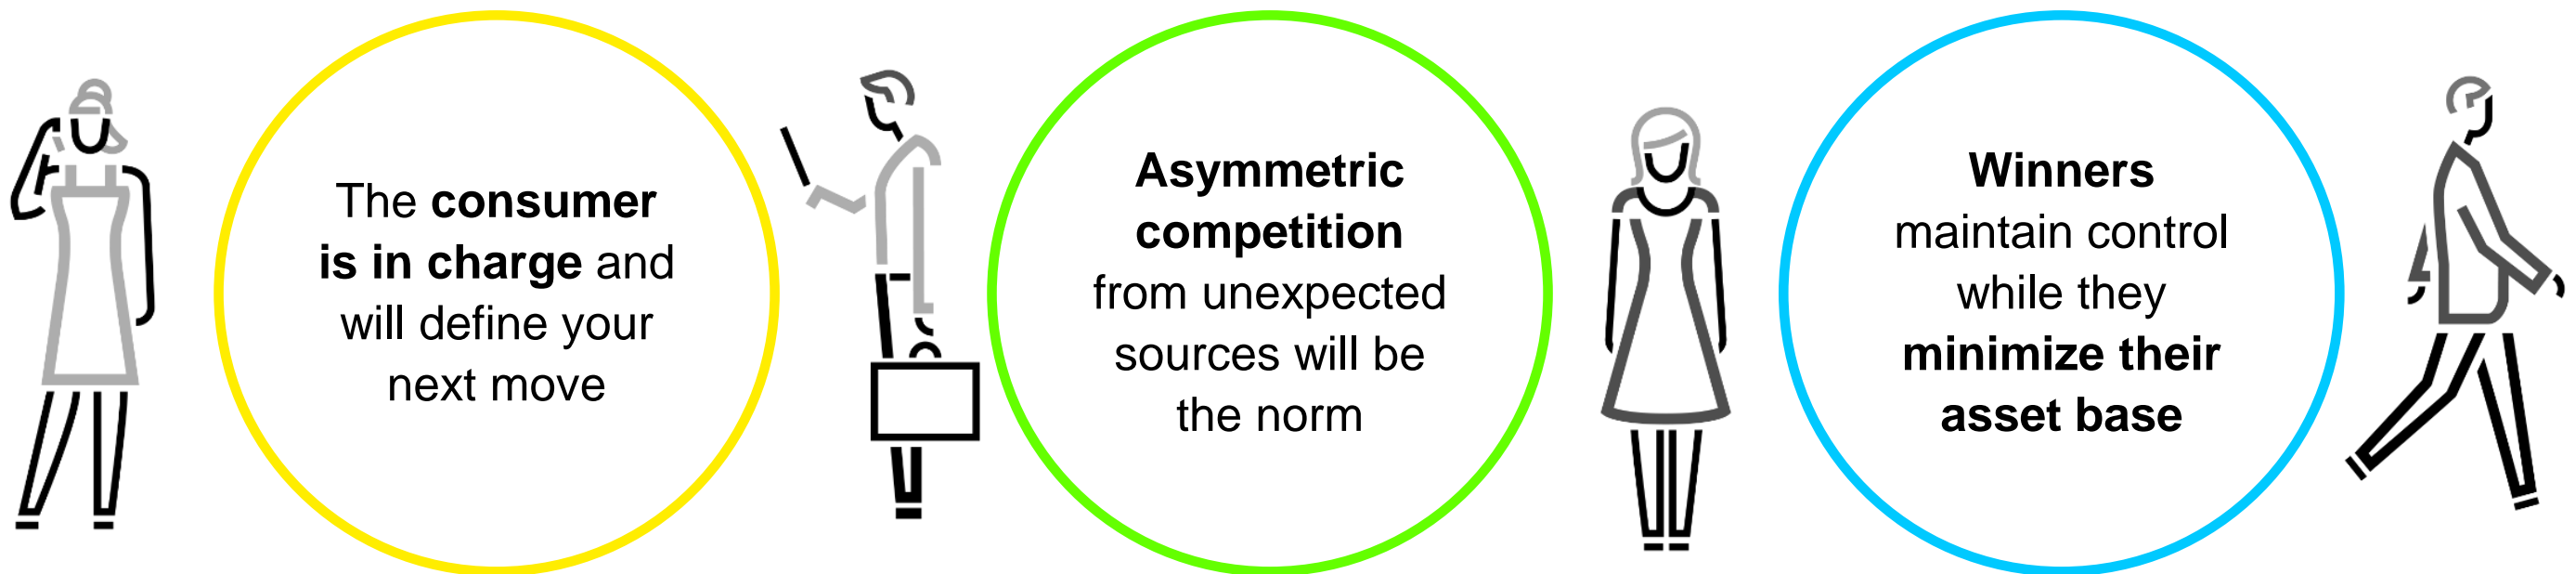 The consumer
is in charge and
will define your
next move
Asymmetric
competition
from unexpected
sources will be
the norm
Winners
maintain control
while they
minimize their
asset base